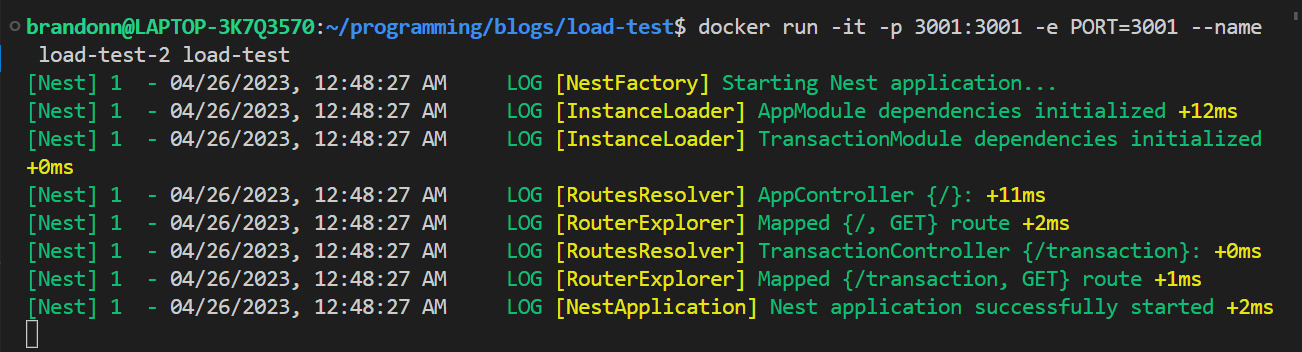 brandonn@LAPTOP-3K7Q3570:~/programming/blogs/load-test$ docker run -it -p 3001:3001 -e PORT=3001 --name
load-test-2 load-test
[Nest] 1  - 04/26/2023, 12:48:27 AM     LOG [NestFactory] Starting Nest application...
[Nest] 1  - 04/26/2023, 12:48:27 AM     LOG [InstanceLoader] AppModule dependencies initialized +12ms
[Nest] 1  - 04/26/2023, 12:48:27 AM     LOG [InstanceLoader] TransactionModule dependencies initialized
+0ms
[Nest] 1  - 04/26/2023, 12:48:27 AM     LOG [RoutesResolver] AppController {/}: +11ms
[Nest] 1  - 04/26/2023, 12:48:27 AM     LOG [RouterExplorer] Mapped {/, GET} route +2ms
[Nest] 1  - 04/26/2023, 12:48:27 AM     LOG [RoutesResolver] TransactionController {/transaction}: +0ms
[Nest] 1  - 04/26/2023, 12:48:27 AM     LOG [RouterExplorer] Mapped {/transaction, GET} route +1ms
[Nest] 1  - 04/26/2023, 12:48:27 AM     LOG [NestApplication] Nest application successfully started +2ms